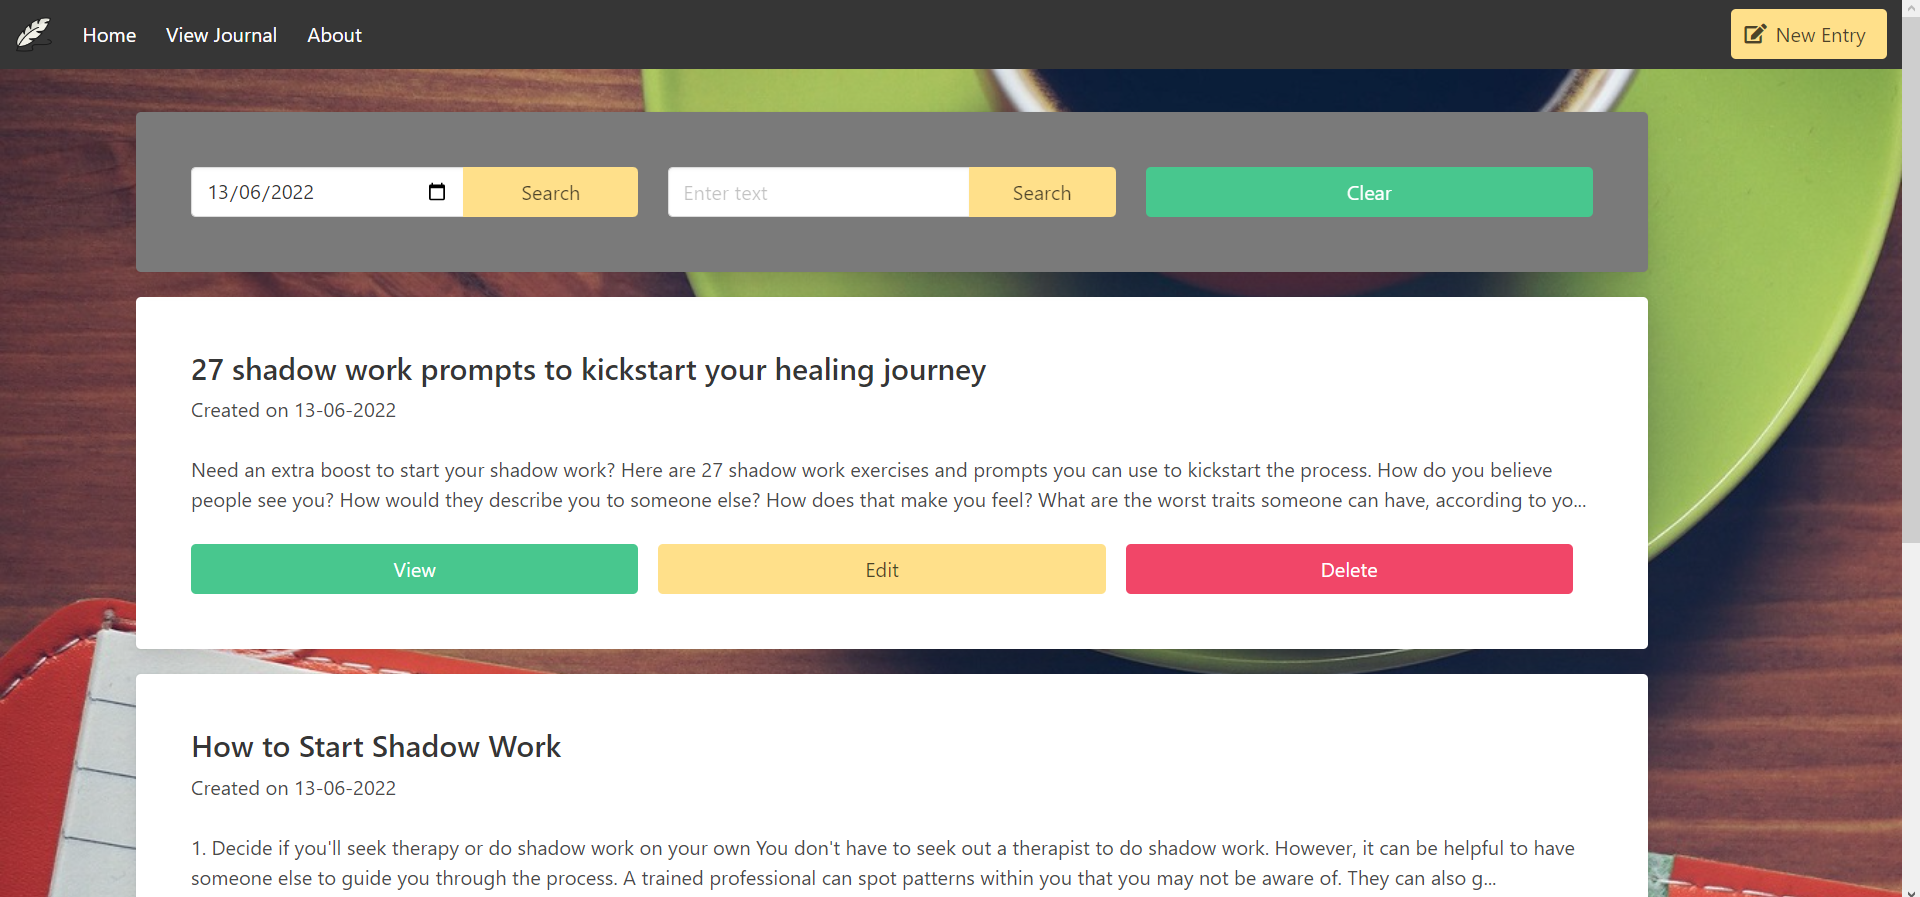 Home View Journal About New Entry
13/06/2022 Search Enter text Search Clear
27 shadow work prompts to kickstart your healing journey
Created on 13-06-2022
Need an extra boost to start your shadow work? Here are 27 shadow work exercises and prompts you can use to kickstart the process. How do you believe
people see you? How would they describe you to someone else? How does that make you feel? What are the worst traits someone can have, according to yo...
View Edit Delete
How to Start Shadow Work
Created on 13-06-2022
1. Decide if you'll seek therapy or do shadow work on your own You don't have to seek out a therapist to do shadow work. However, it can be helpful to have
someone else to guide you through the process. A trained professional can spot patterns within you that you may not be aware of. They can also g...